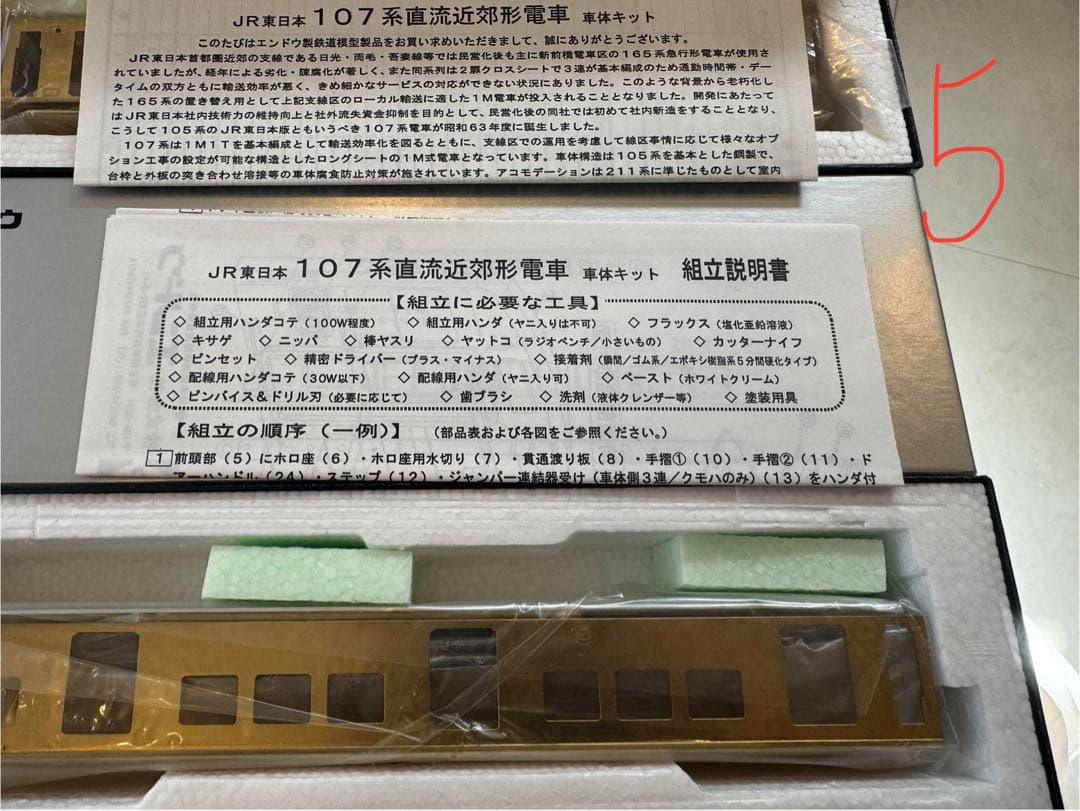 JR東日本 107系直流近郊形電車 車体キット
このたびはエンドウ製鉄道模型製品をお買い求めいただきまして、誠にありがとうございます。
JR東日本首都圏近郊の支線である日光・両毛・吾妻線等では民営化後も主に新前橋電車区の165系急行形電車が使用さ
れていましたが、経年による劣化・陳腐化が著しく、また同系列は2扉クロスシートで3連が基本編成のため通勤時間帯・デー
タイムの双方ともに輸送効率が悪く、きめ細かなサービスの対応ができない状況にありました。このような背景から老朽化し
た165系の置き替え用として上記支線区のローカル輸送に適した1M電車が投入されることとなりました。開発にあたって
はJR東日本社内技術力の維持向上と社外流失資金抑制を目的として、民営化後の同社では初めて社内新造をすることとなり、
こうして105系のJR東日本版ともいうべき107系電車が昭和63年度に誕生しました。
107系は1M1Tを基本編成として輸送効率化を図るとともに、支線区での運用を考慮して線区事情に応じて様々なオプ
ション工事の設定が可能な構造としたロングシートの1M式電車となっています。車体構造は105系を基本とした鋼製で、
台枠と外板の突き合わせ溶接等の車体腐食防止対策が施されています。アコモデーションは211系に準じたものとして室内
5
ウ
JR東日本 107系直流近郊形電車 車体キット 組立説明書
【組立に必要な工具】
◇ 組立用ハンダコテ(100W程度) ◇ 組立用ハンダ(ヤニ入りは不可) ◇ フラックス(塩化亜鉛溶液)
◇ キサゲ ◇ ニッパ ◇ 棒ヤスリ ◇ ヤットコ(ラジオペンチ/小さいもの) ◇ カッターナイフ
◇ ピンセット ◇ 精密ドライバー(プラス・マイナス) ◇ 接着剤(瞬間/ゴム系/エポキシ樹脂系5分間硬化タイプ)
◇ 配線用ハンダコテ(30W以下) ◇ 配線用ハンダ(ヤニ入り可) ◇ ペースト(ホワイトクリーム)
◇ ピンバイス&ドリル刃(必要に応じて) ◇ 歯ブラシ ◇ 洗剤(液体クレンザー等) ◇ 塗装用具
【組立の順序(一例)】 (部品表および各図をご参照ください。)
1 前頭部(5)にホロ座(6)・ホロ座用水切り(7)・貫通渡り板(8)・手摺①(10)・手摺②(11)・ド
アーハンドル(24)・ステップ(12)・ジャンパー連結器受け(車体側3連/クモハのみ)(13)をハンダ付